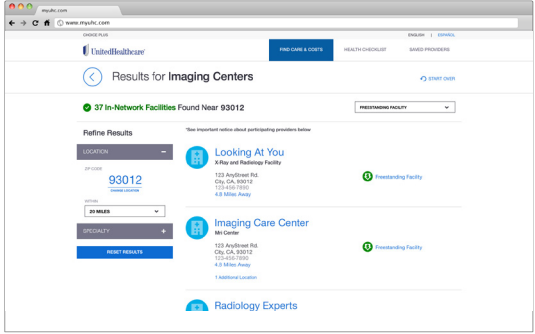 myuhc.com
www.myuhc.com
CHOICE PLUS
ENGLISH | ESPAÑOL
UnitedHealthcare
FIND CARE & COSTS
HEALTH CHECKLIST
SAVED PROVIDERS
Results for Imaging Centers
START OVER
37 In-Network Facilities Found Near 93012
FREESTANDING FACILITY
Refine Results
*See important notice about participating providers below
LOCATION
ZIP CODE
93012
CHANGE LOCATION
WITHIN
20 MILES
SPECIALTY
RESET RESULTS
Looking At You
X-Ray and Radiology Facility
123 AnyStreet Rd.
City, CA, 93012
123-456-7890
4.8 Miles Away
Freestanding Facility
Imaging Care Center
Mri Center
123 AnyStreet Rd.
City, CA, 93012
123-456-7890
4.5 Miles Away
1 Additional Location
Freestanding Facility
Radiology Experts